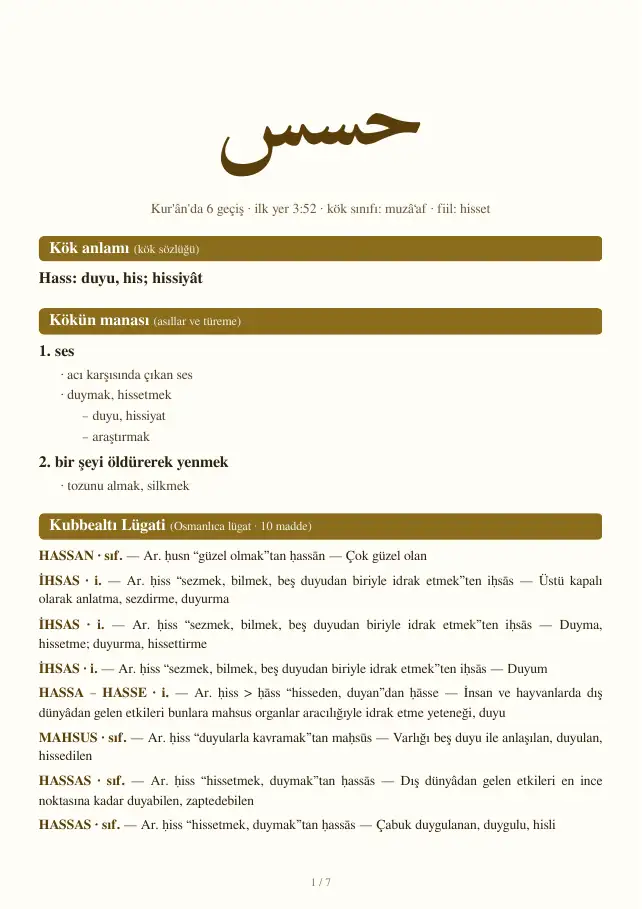 حسس
Kur'ân'da 6 geçiş · ilk yer 3:52 · kök sınıfı: muzâ'af · fiil: hisset
Kök anlamı (kök sözlüğü)
Hass: duyu, his; hissiyât
Kökün manası (asıllar ve türeme)
1. ses
· acı karşısında çıkan ses
· duymak, hissetmek
– duyu, hissiyat
– araştırmak
2. bir şeyi öldürerek yenmek
· tozunu almak, silkmek
Kubbealtı Lügati (Osmanlıca lügat · 10 madde)
HASSAN · sıf. — Ar. ḥusn “güzel olmak”tan ḥassān — Çok güzel olan
İHSAS · i. — Ar. ḥiss “sezmek, bilmek, beş duyudan biriyle idrak etmek”ten iḥsās — Üstü kapalı
olarak anlatma, sezdirme, duyurma
İHSAS · i. — Ar. ḥiss “sezmek, bilmek, beş duyudan biriyle idrak etmek”ten iḥsās — Duyma,
hissetme; duyurma, hissettirme
İHSAS · i. — Ar. ḥiss “sezmek, bilmek, beş duyudan biriyle idrak etmek”ten iḥsās — Duyum
HASSA – HASSE · i. — Ar. ḥiss > ḥāss “hisseden, duyan”dan ḥāsse — İnsan ve hayvanlarda dış
dünyâdan gelen etkileri bunlara mahsus organlar aracılığıyle idrak etme yeteneği, duyu
MAHSUS · sıf. — Ar. ḥiss “duyularla kavramak”tan maḥsūs — Varlığı beş duyu ile anlaşılan, duyulan,
hissedilen
HASSAS · sıf. — Ar. ḥiss “hissetmek, duymak”tan ḥassās — Dış dünyâdan gelen etkileri en ince
noktasına kadar duyabilen, zaptedebilen
HASSAS · sıf. — Ar. ḥiss “hissetmek, duymak”tan ḥassās — Çabuk duygulanan, duygulu, hisli
1 / 7